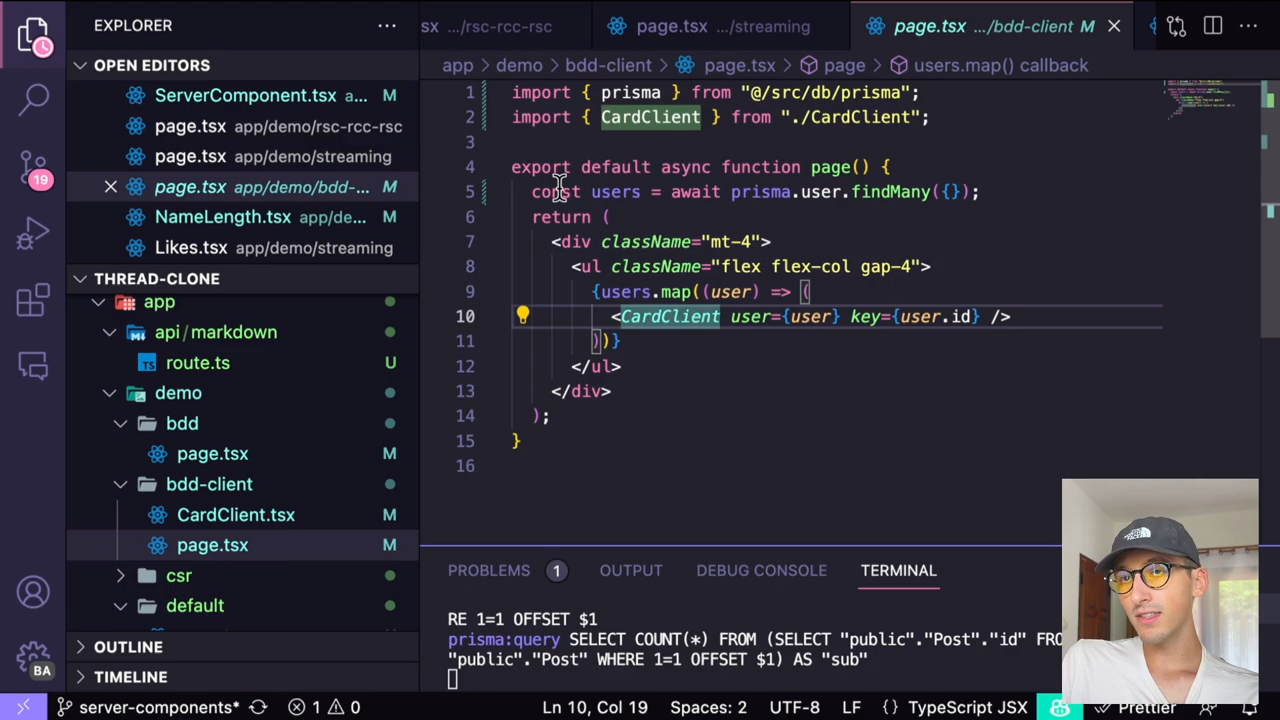 EXPLORER
OPEN EDITORS
ServerComponent.tsx a... M
page.tsx app/demo/rsc-rcc-rsc
page.tsx app/demo/streaming
page.tsx app/demo/bdd-... M
NameLength.tsx app/de... M
Likes.tsx app/demo/streaming
THREAD-CLONE
app
api/markdown
route.ts U
demo
bdd
page.tsx M
bdd-client
CardClient.tsx M
page.tsx M
csr
default
OUTLINE
TIMELINE
19
BA
TS
sx .../rsc-rcc-rsc
page.tsx .../streaming
page.tsx .../bdd-client M
app demo bdd-client page.tsx page users.map() callback
1 import { prisma } from "@/src/db/prisma";
2 import { CardClient } from "./CardClient";
3
4 export default async function page() {
5 const users = await prisma.user.findMany({});
6 return (
7 <div className="mt-4">
8 <ul className="flex flex-col gap-4">
9 {users.map((user) => (
10 <CardClient user={user} key={user.id} />
11 ))}
12 </ul>
13 </div>
14 );
15 }
16
PROBLEMS 1 OUTPUT DEBUG CONSOLE TERMINAL
RE 1=1 OFFSET $1
prisma:query SELECT COUNT(*) FROM (SELECT "public"."Post"."id" FRO
"public"."Post" WHERE 1=1 OFFSET $1) AS "sub"
server-components* 1 0 Ln 10, Col 19 Spaces: 2 UTF-8 LF {} TypeScript JSX Prettier